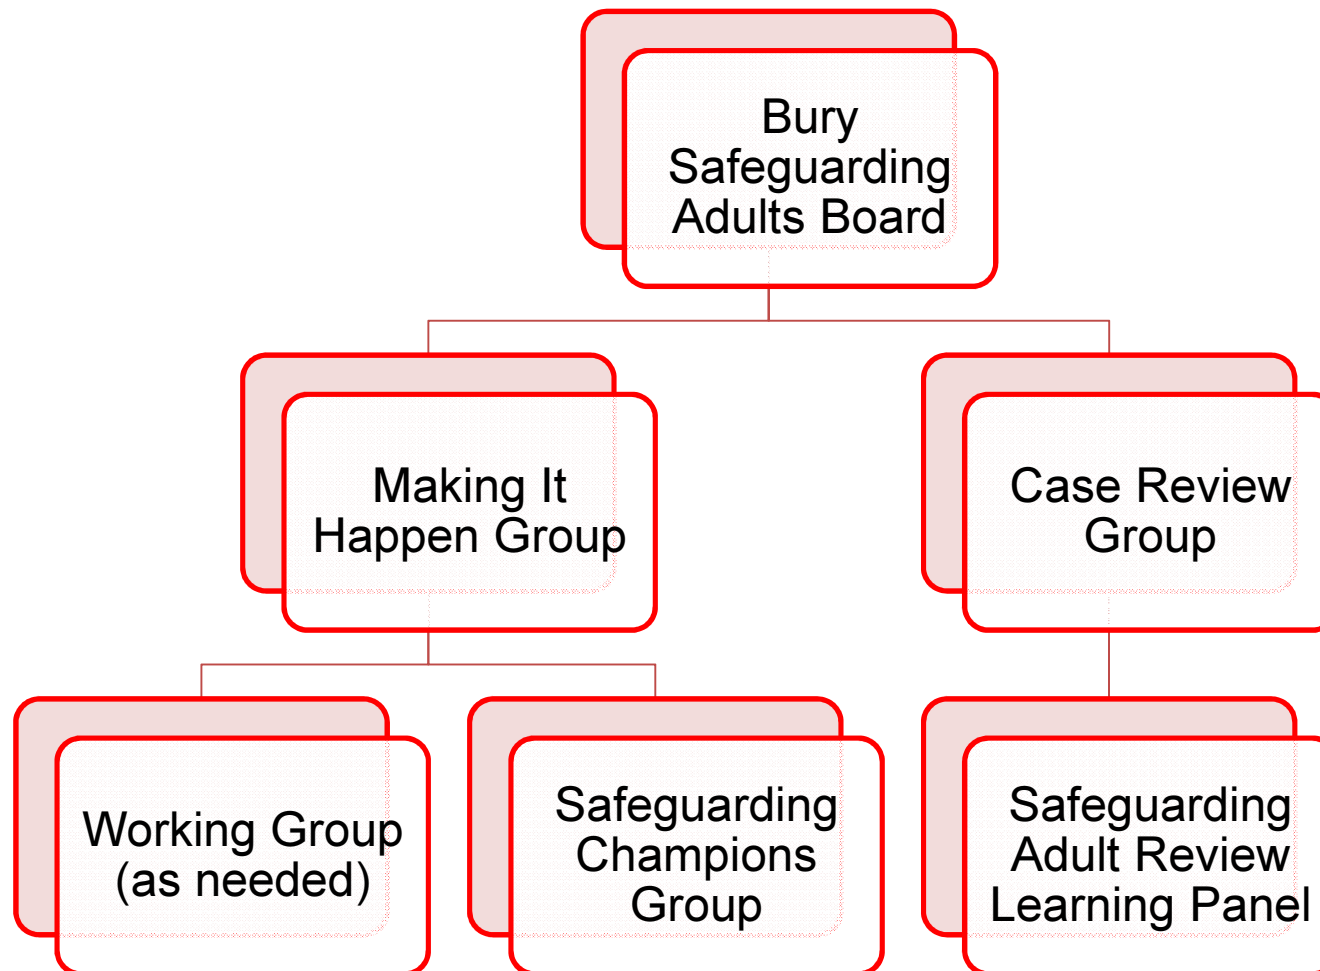 Bury
Safeguarding
Adults Board
Making It
Happen Group
Case Review
Group
Working Group
(as needed)
Safeguarding
Champions
Group
Safeguarding
Adult Review
Learning Panel